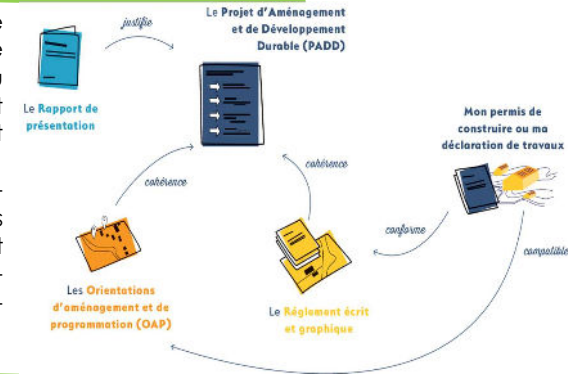 justifie
Le Projet d'Aménagement
et de Développement
Durable (PADD)
Le Rapport de
présentation
Mon permis de
construire ou ma
déclaration de travaux
cohérence
cohérence
conforme
compatible
Les Orientations
d'aménagement et de
programmation (OAP)
Le Réglement écrit
et graphique